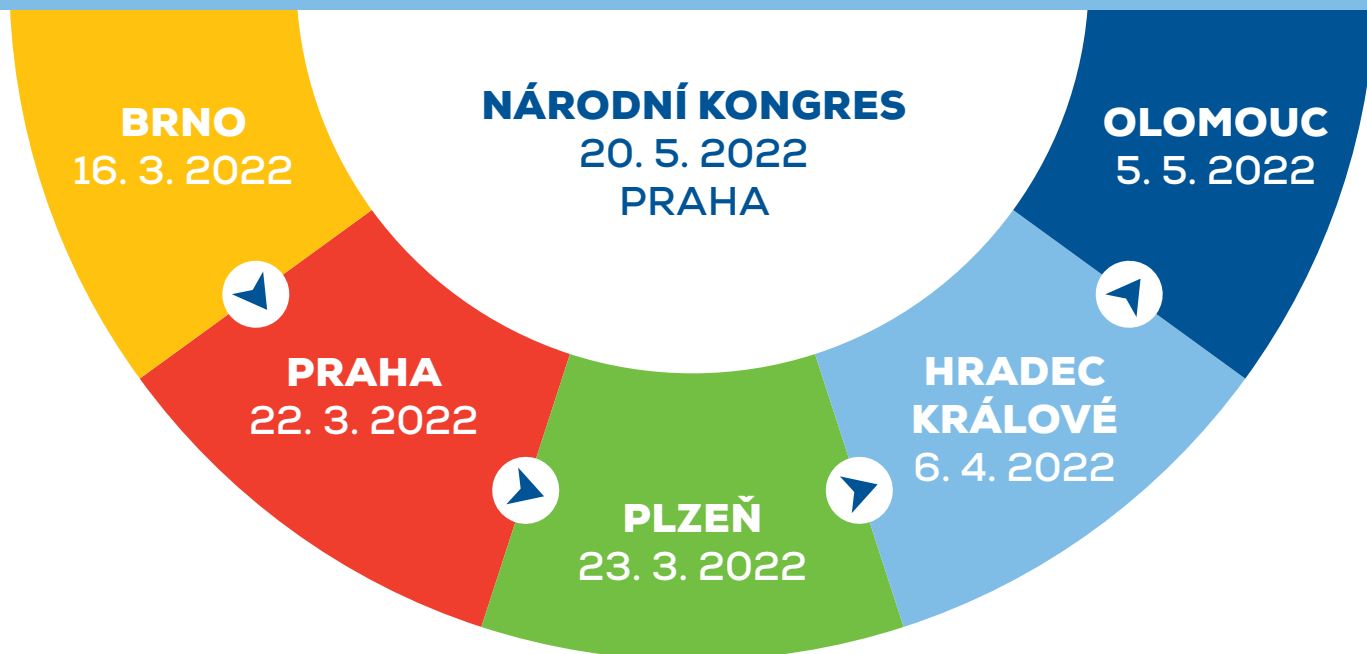 BRNO
16. 3. 2022
NÁRODNÍ KONGRES
20. 5. 2022
PRAHA
OLOMOUC
5. 5. 2022
PRAHA
22. 3. 2022
HRADEC
KRÁLOVÉ
6. 4. 2022
PLZEŇ
23. 3. 2022